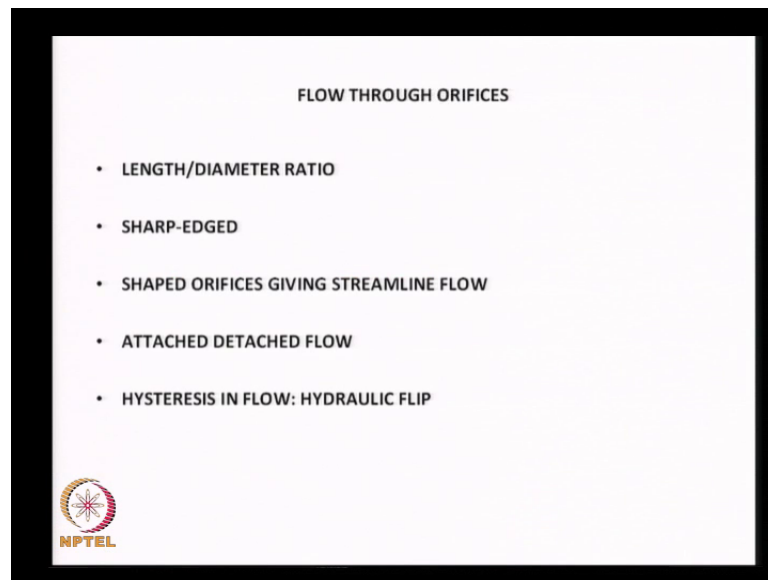 FLOW THROUGH ORIFICES
• LENGTH/DIAMETER RATIO
• SHARP-EDGED
• SHAPED ORIFICES GIVING STREAMLINE FLOW
• ATTACHED DETACHED FLOW
• HYSTERESIS IN FLOW: HYDRAULIC FLIP
NPTEL